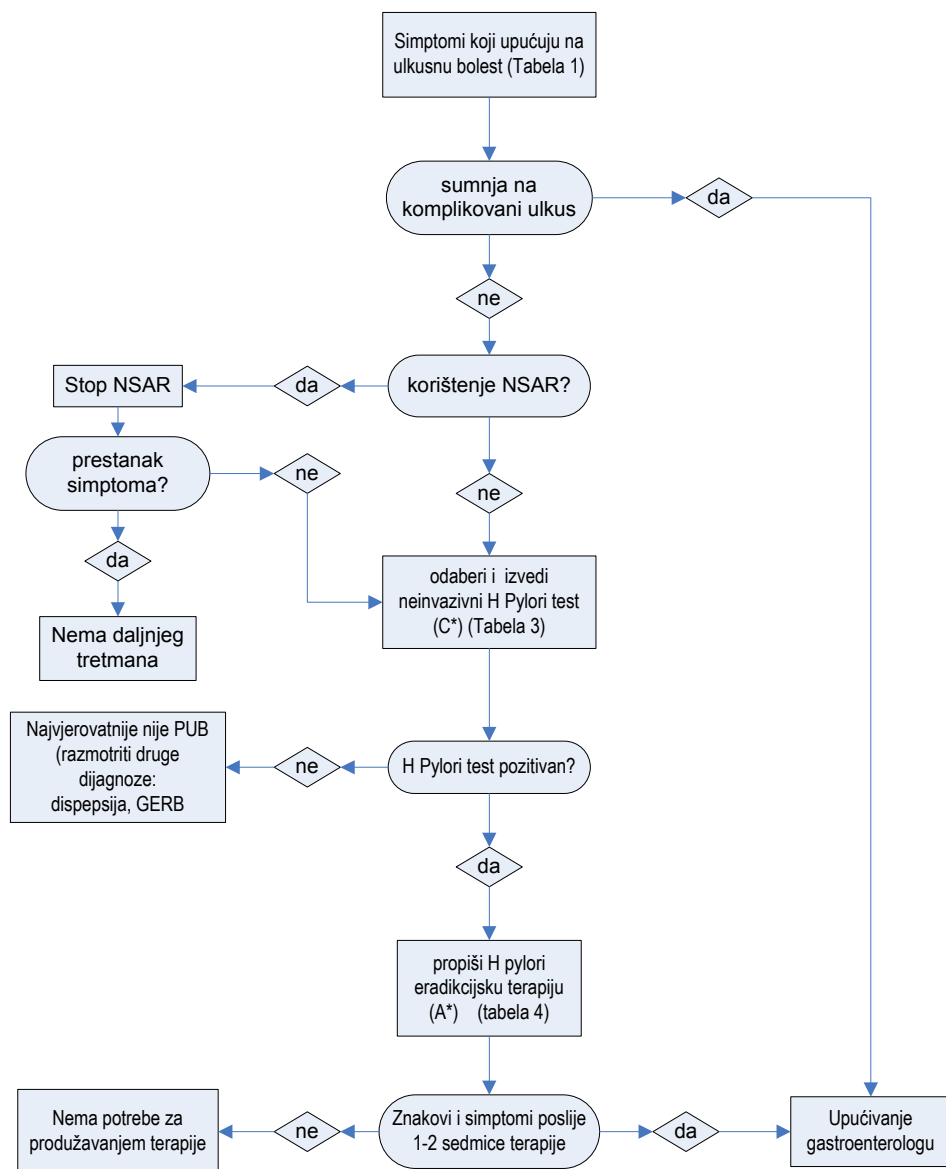 Simptomi koji upućuju na
ulkusnu bolest (Tabela 1)
sumnja na
komplikovani ulkus
da
ne
Stop NSAR
da
korištenje NSAR?
prestanak
simptoma?
ne
ne
da
odaberi i  izvedi
neinvazivni H Pylori test
(C*) (Tabela 3)
Nema daljnjeg
tretmana
Najvjerovatnije nije PUB
(razmotriti druge
dijagnoze:
dispepsija, GERB
ne
H Pylori test pozitivan?
da
propiši H pylori
eradikcijsku terapiju
(A*)    (tabela 4)
Nema potrebe za
produžavanjem terapije
ne
Znakovi i simptomi poslije
1-2 sedmice terapije
da
Upućivanje
gastroenterologu